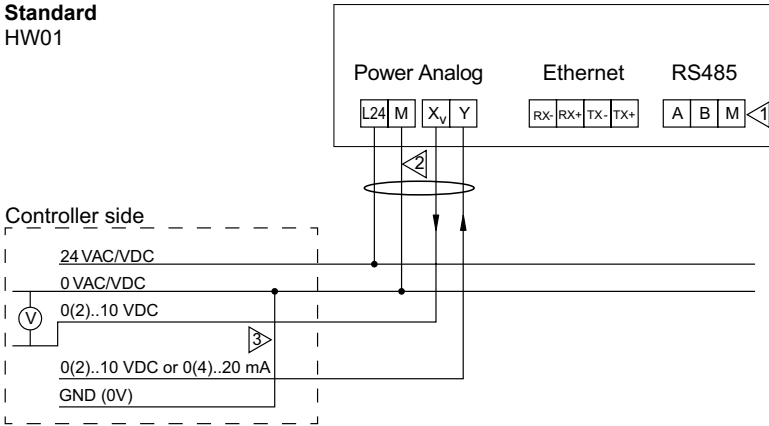 Standard
HW01
Power Analog Ethernet RS485
L24 M Xv Y RX- RX+ TX- TX+ A B M 1
2
Controller side
24 VAC/VDC
0 VAC/VDC
V 0(2)..10 VDC
3
0(2)..10 VDC or 0(4)..20 mA
GND (0V)